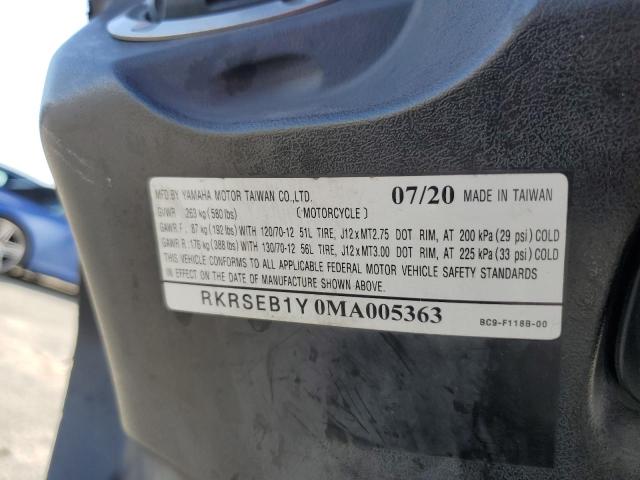 MFD.BY YAMAHA MOTOR TAIWAN CO.,LTD. 07/20 MADE IN TAIWAN
GVWR : 263 kg (580 lbs) (MOTORCYCLE)
GAWR F : 87 kg (192 lbs) WITH 120/70-12 51L TIRE, J12xMT2.75 DOT RIM, AT 200 kPa (29 psi) COLD
GAWR R : 176 kg (388 lbs) WITH 130/70-12 56L TIRE, J12xMT3.00 DOT RIM, AT 225 kPa (33 psi) COLD
THIS VEHICLE CONFORMS TO ALL APPLICABLE FEDERAL MOTOR VEHICLE SAFETY STANDARDS
IN EFFECT ON THE DATE OF MANUFACTURE SHOWN ABOVE.
RKRSEB1Y0MA005363 BC9-F118B-00